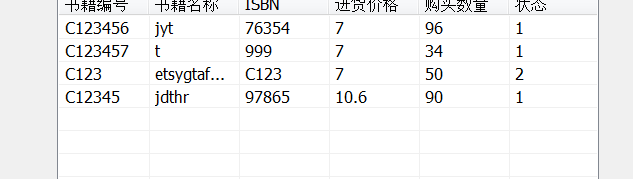 书籍编号 书籍名称 ISBN 进货价格 购买数量 状态
C123456 jyt 76354 7 96 1
C123457 t 999 7 34 1
C123 etsygtaf... C123 7 50 2
C12345 jdthr 97865 10.6 90 1